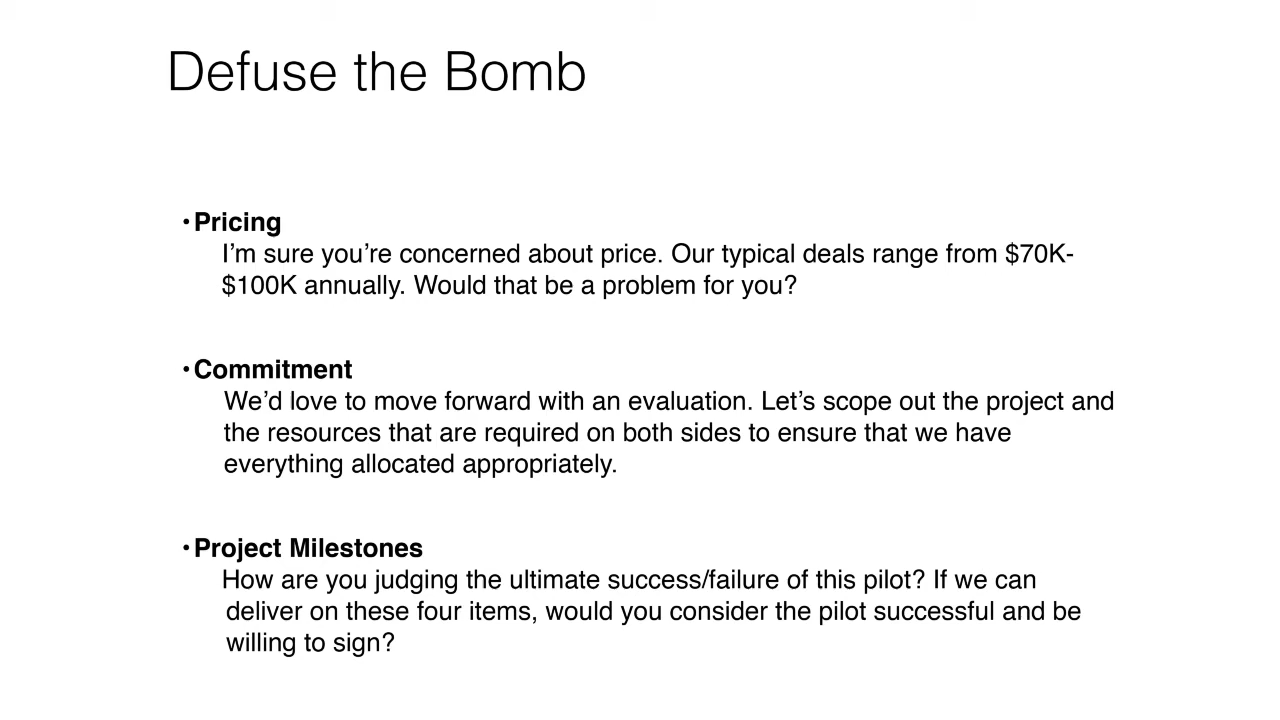 Defuse the Bomb
•Pricing
I’m sure you’re concerned about price. Our typical deals range from $70K-
$100K annually. Would that be a problem for you?
•Commitment
We’d love to move forward with an evaluation. Let’s scope out the project and
the resources that are required on both sides to ensure that we have
everything allocated appropriately.
•Project Milestones
How are you judging the ultimate success/failure of this pilot? If we can
deliver on these four items, would you consider the pilot successful and be
willing to sign?